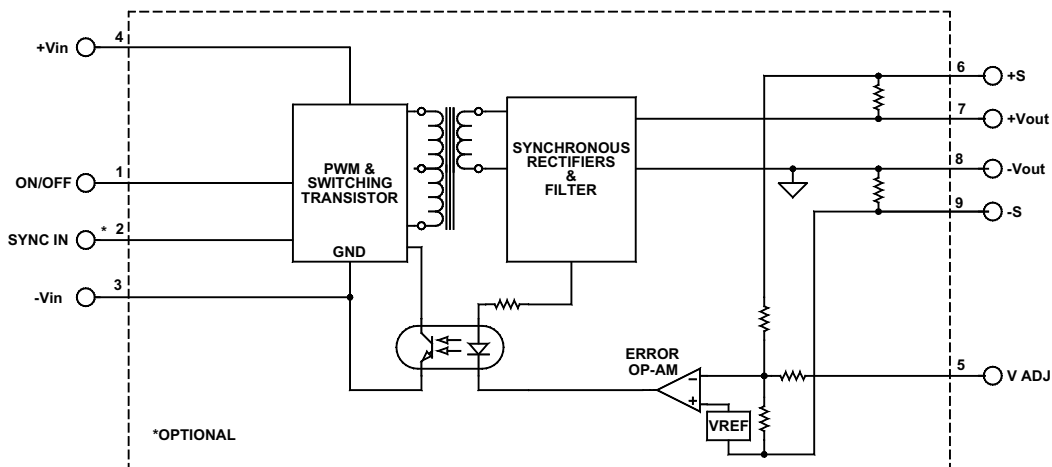 +Vin
4
ON/OFF
1
SYNC IN
* 2
-Vin
3
PWM &
SWITCHING
TRANSISTOR
GND
SYNCHRONOUS
RECTIFIERS
&
FILTER
6
+S
7
+Vout
8
-Vout
9
-S
ERROR
OP-AM
−
+
VREF
5
V ADJ
*OPTIONAL